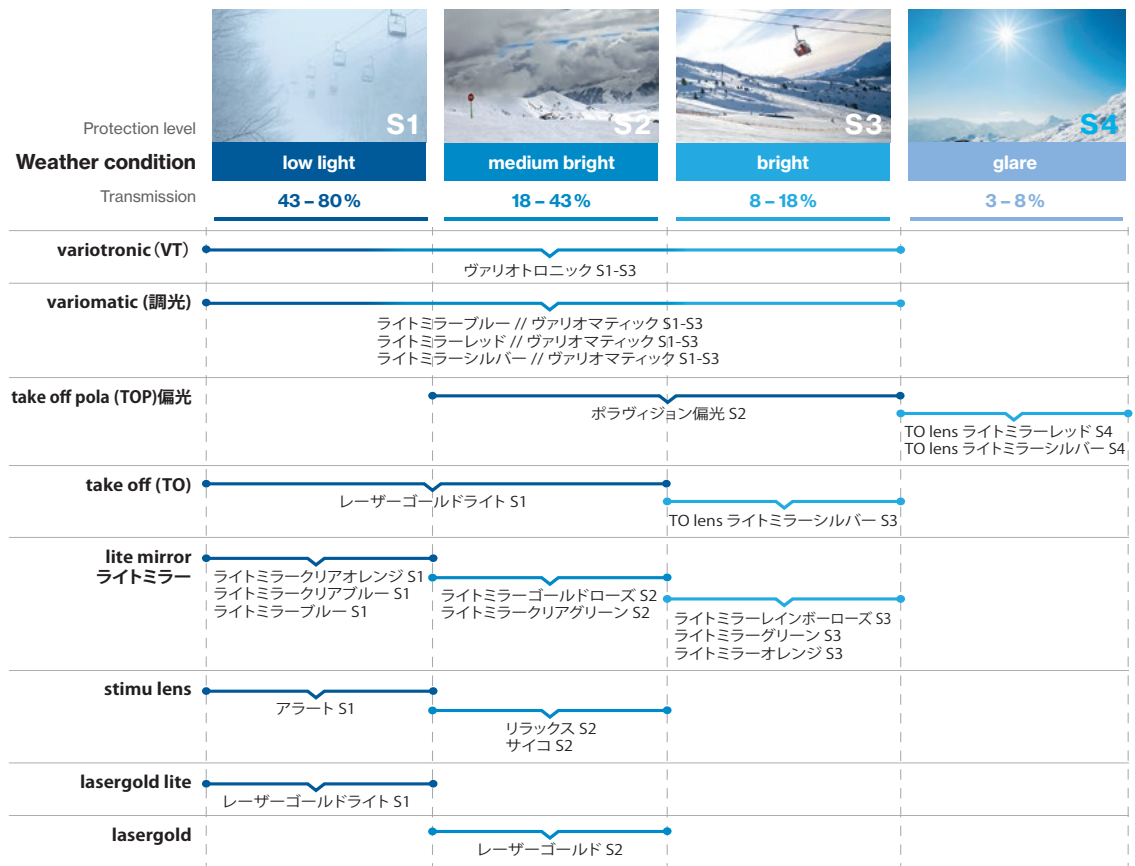 S1
S2
S3
S4
Protection level
Weather condition
low light
medium bright
bright
glare
Transmission
43 – 80 %
18 – 43 %
8 – 18 %
3 – 8 %
variotronic（VT）
ヴァリオトロニック S1-S3
variomatic (調光)
ライトミラーブルー // ヴァリオマティック S1-S3
ライトミラーレッド // ヴァリオマティック S1-S3
ライトミラーシルバー // ヴァリオマティック S1-S3
take off pola (TOP)偏光
ポラヴィジョン偏光 S2
TO lens ライトミラーレッド S4
TO lens ライトミラーシルバー S4
take off (TO)
レーザーゴールドライト S1
TO lens ライトミラーシルバー S3
lite mirror
ライトミラー
ライトミラークリアオレンジ S1
ライトミラークリアブルー S1
ライトミラーブルー S1
ライトミラーゴールドローズ S2
ライトミラークリアグリーン S2
ライトミラーレインボーローズ S3
ライトミラーグリーン S3
ライトミラーオレンジ S3
stimu lens
アラート S1
リラックス S2
サイコ S2
lasergold lite
レーザーゴールドライト S1
lasergold
レーザーゴールド S2